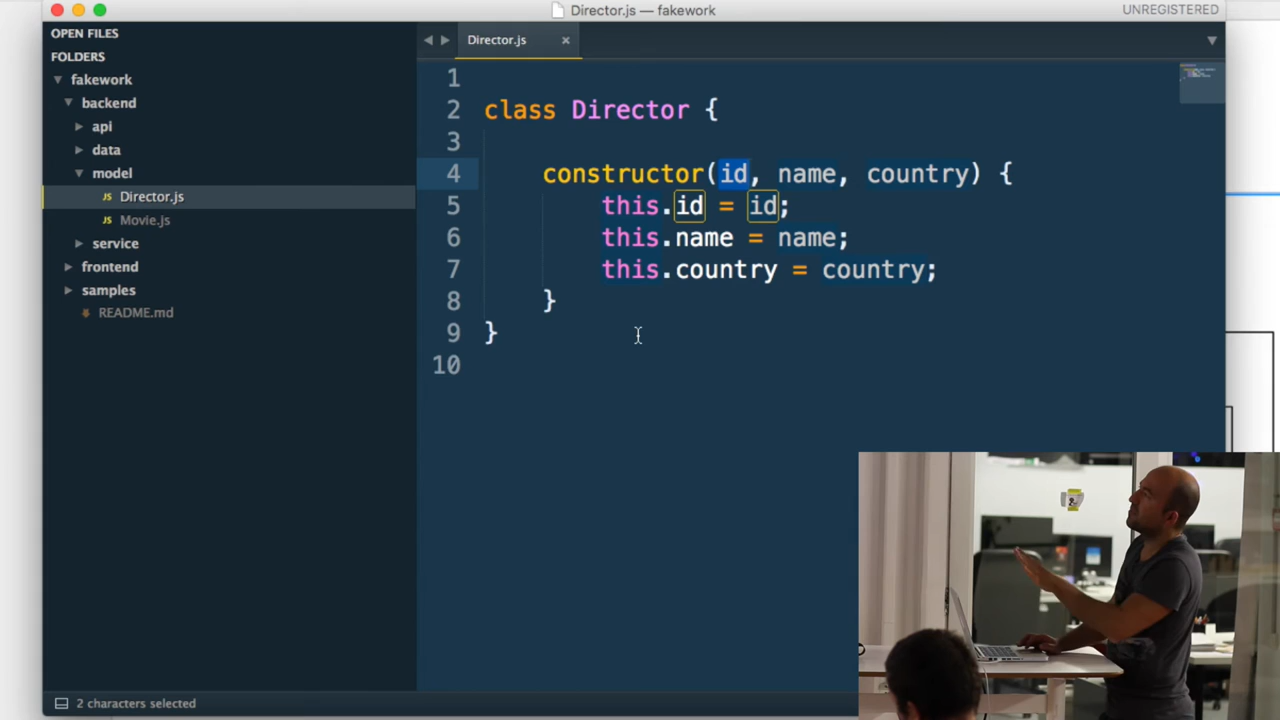 Director.js — fakework
UNREGISTERED
OPEN FILES
FOLDERS
fakework
backend
api
data
model
JS Director.js
JS Movie.js
service
frontend
samples
README.md
Director.js
1
2 class Director {
3
4 constructor(id, name, country) {
5 this.id = id;
6 this.name = name;
7 this.country = country;
8 }
9 }
10
2 characters selected